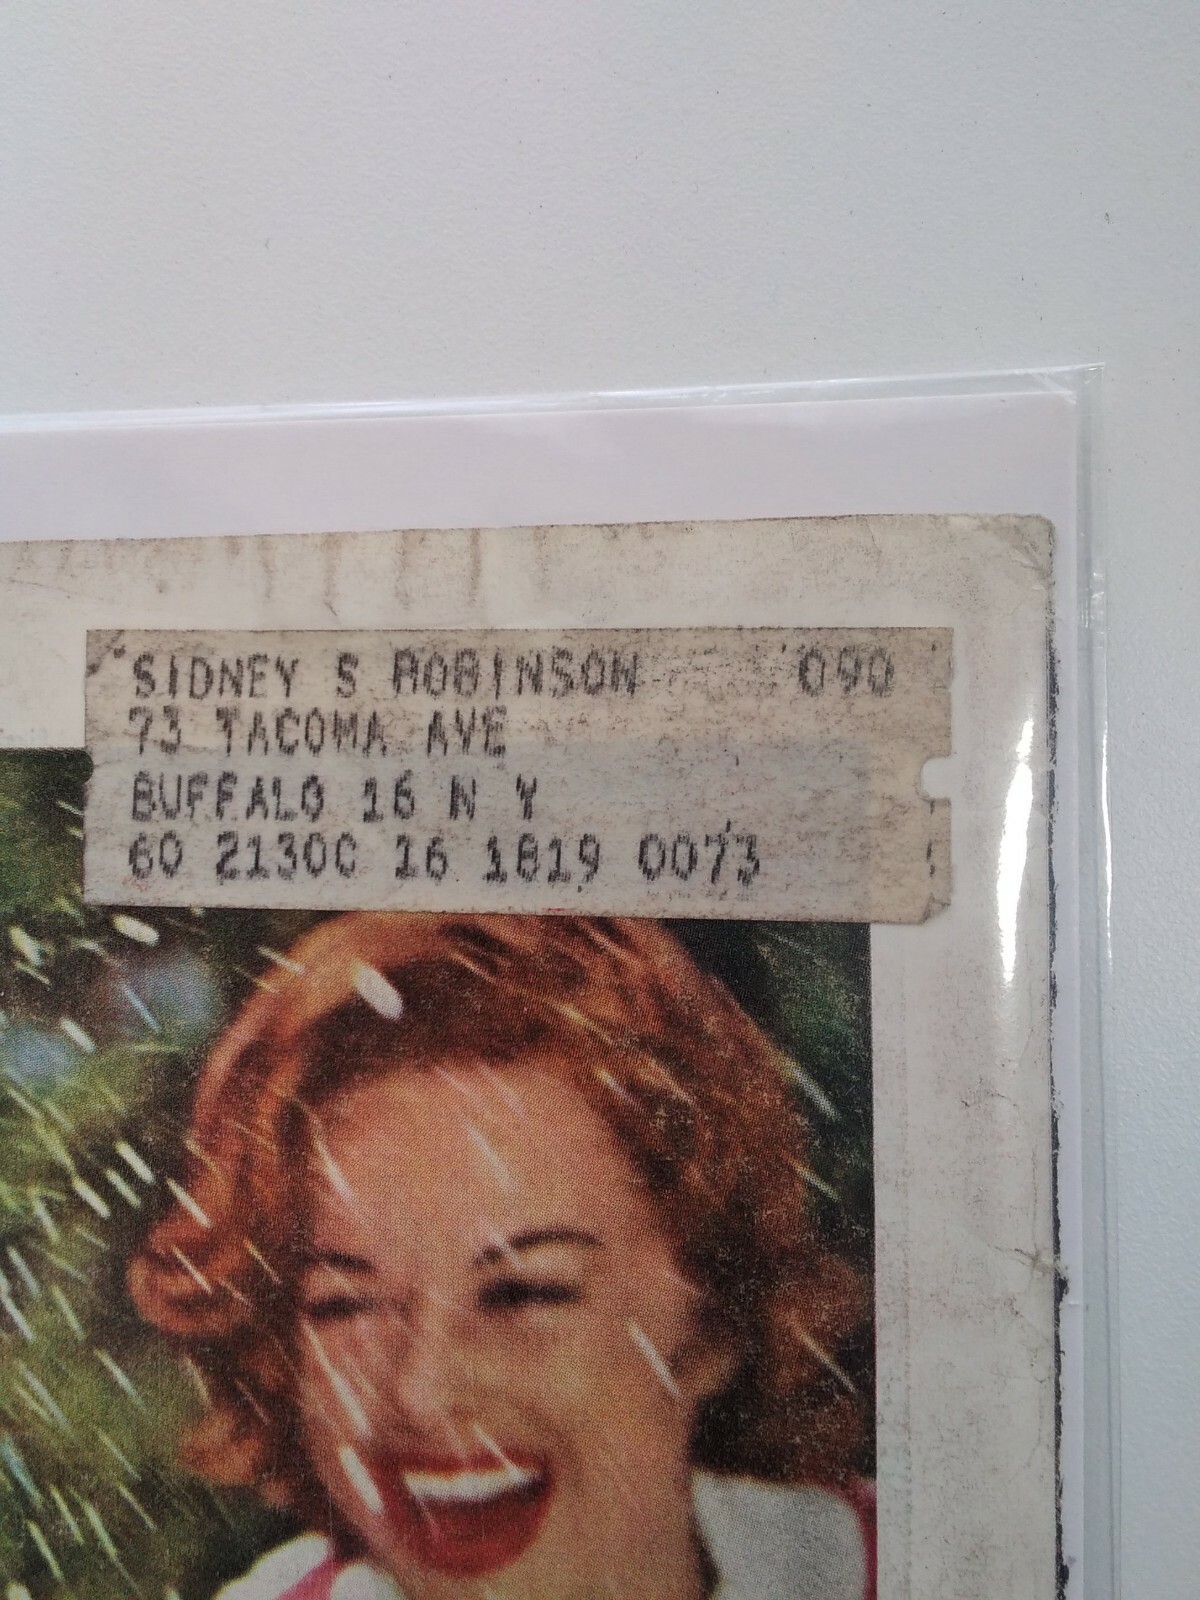 SIDNEY S ROBINSON 090
73 TACOMA AVE
BUFFALO 16 N Y
60 2130C 16 1819 0073